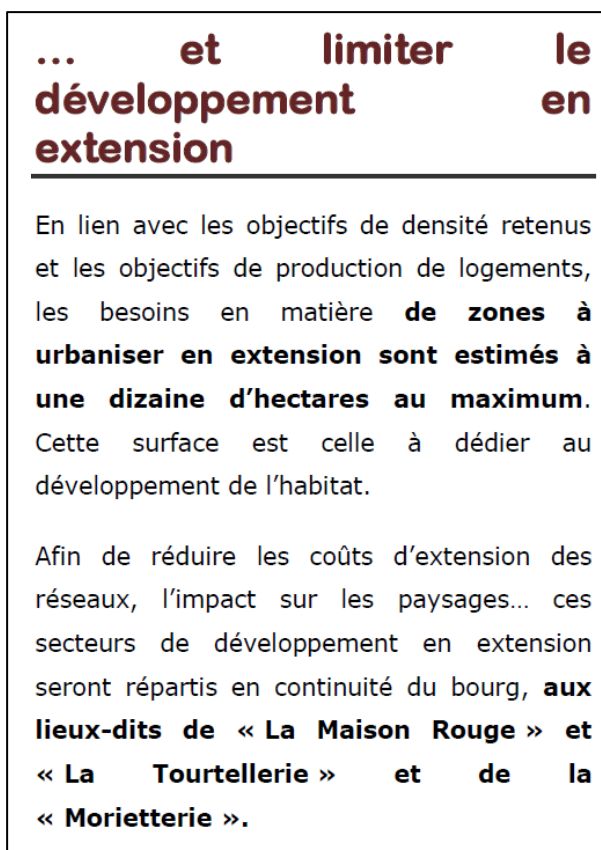 ... et limiter le
développement en
extension
En lien avec les objectifs de densité retenus
et les objectifs de production de logements,
les besoins en matière de zones à
urbaniser en extension sont estimés à
une dizaine d’hectares au maximum.
Cette surface est celle à dédier au
développement de l’habitat.
Afin de réduire les coûts d’extension des
réseaux, l’impact sur les paysages… ces
secteurs de développement en extension
seront répartis en continuité du bourg, aux
lieux-dits de « La Maison Rouge » et
« La Tourtellerie » et de la
« Morietterie ».